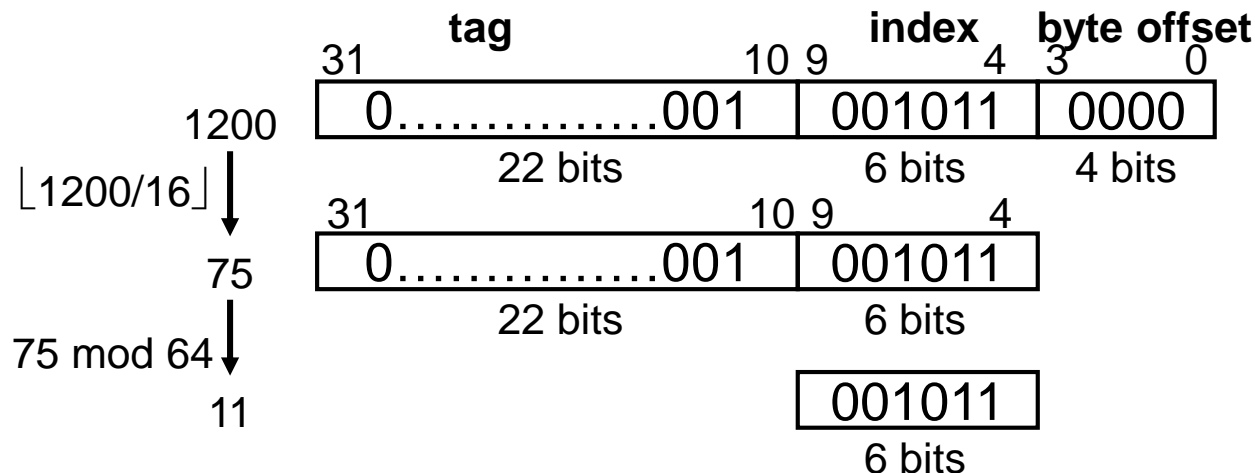 tag index byte offset
31 10 9 4 3 0
1200 0……………001 001011 0000
22 bits 6 bits 4 bits
⌊1200/16⌋
31 10 9 4
75 0……………001 001011
22 bits 6 bits
75 mod 64
11 001011
6 bits